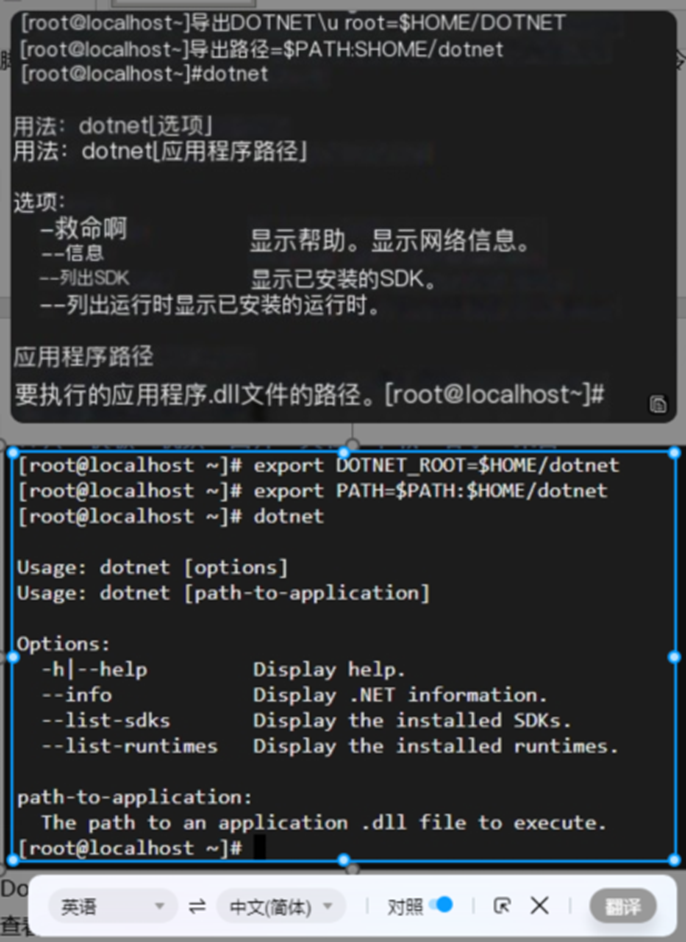 [root@localhost~]导出DOTNET\u root=$HOME/DOTNET
[root@localhost~]导出路径=$PATH:SHOME/dotnet
[root@localhost~]#dotnet
用法：dotnet[选项]
用法：dotnet[应用程序路径]
选项：
-救命啊 显示帮助。显示网络信息。
--信息
--列出SDK 显示已安装的SDK。
--列出运行时显示已安装的运行时。
应用程序路径
要执行的应用程序.dll文件的路径。[root@localhost~]#
[root@localhost ~]# export DOTNET_ROOT=$HOME/dotnet
[root@localhost ~]# export PATH=$PATH:$HOME/dotnet
[root@localhost ~]# dotnet
Usage: dotnet [options]
Usage: dotnet [path-to-application]
Options:
-h|--help Display help.
--info Display .NET information.
--list-sdks Display the installed SDKs.
--list-runtimes Display the installed runtimes.
path-to-application:
The path to an application .dll file to execute.
[root@localhost ~]#
Do
查看
英语 中文(简体) 对照 翻译